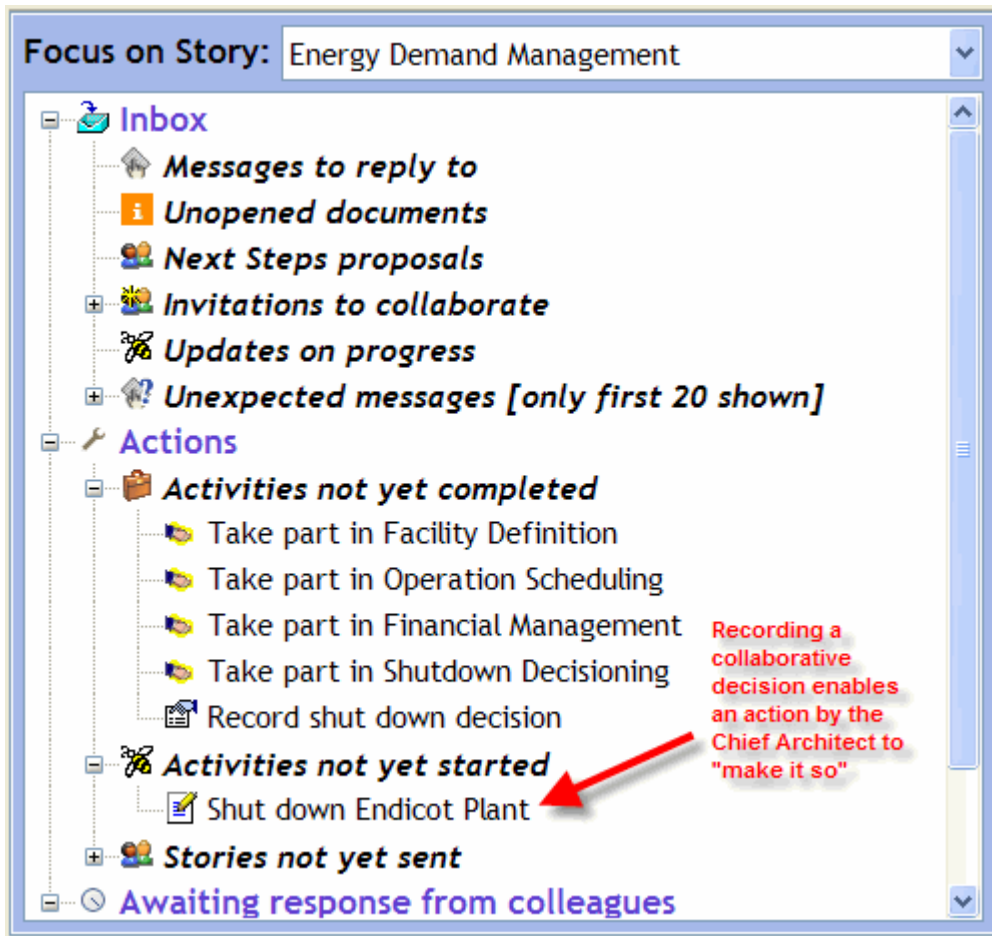 Focus on Story: Energy Demand Management
Inbox
Messages to reply to
i Unopened documents
Next Steps proposals
Invitations to collaborate
Updates on progress
? Unexpected messages [only first 20 shown]
Actions
Activities not yet completed
Take part in Facility Definition
Take part in Operation Scheduling
Take part in Financial Management
Take part in Shutdown Decisioning
Record shut down decision
Recording a
collaborative
decision enables
an action by the
Chief Architect to
"make it so"
Activities not yet started
Shut down Endicot Plant
Stories not yet sent
Awaiting response from colleagues